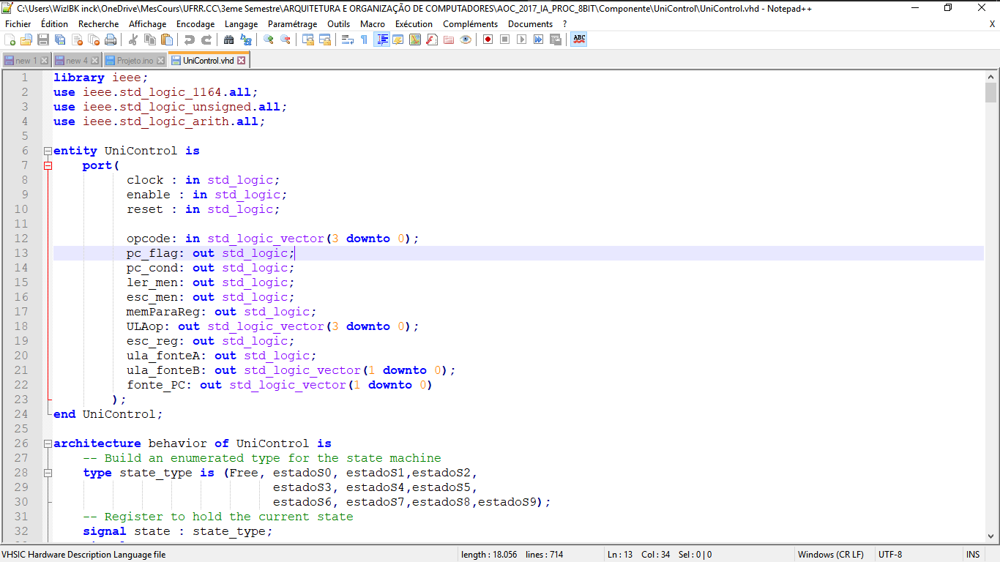 C:\Users\WizIBK inck\OneDrive\MesCours\UFRR.CC\3eme Semestre\ARQUITETURA E ORGANIZAÇÃO DE COMPUTADORES\AOC_2017_IA_PROC_8BIT\Componente\UniControl\UniControl.vhd - Notepad++
Fichier Édition Recherche Affichage Encodage Langage Paramétrage Outils Macro Exécution Compléments Documents ? X
ABC
new 1 new 4 Projeto.ino UniControl.vhd
1 library ieee;
2 use ieee.std_logic_1164.all;
3 use ieee.std_logic_unsigned.all;
4 use ieee.std_logic_arith.all;
5
6 entity UniControl is
7 port(
8 clock : in std_logic;
9 enable : in std_logic;
10 reset : in std_logic;
11
12 opcode: in std_logic_vector(3 downto 0);
13 pc_flag: out std_logic;
14 pc_cond: out std_logic;
15 ler_men: out std_logic;
16 esc_men: out std_logic;
17 memParaReg: out std_logic;
18 ULAop: out std_logic_vector(3 downto 0);
19 esc_reg: out std_logic;
20 ula_fonteA: out std_logic;
21 ula_fonteB: out std_logic_vector(1 downto 0);
22 fonte_PC: out std_logic_vector(1 downto 0)
23 );
24 end UniControl;
25
26 architecture behavior of UniControl is
27 -- Build an enumerated type for the state machine
28 type state_type is (Free, estadoS0, estadoS1,estadoS2,
29 estadoS3, estadoS4,estadoS5,
30 estadoS6, estadoS7,estadoS8,estadoS9);
31 -- Register to hold the current state
32 signal state : state_type;
VHSIC Hardware Description Language file length : 18.056 lines : 714 Ln : 13 Col : 34 Sel : 0 | 0 Windows (CR LF) UTF-8 INS